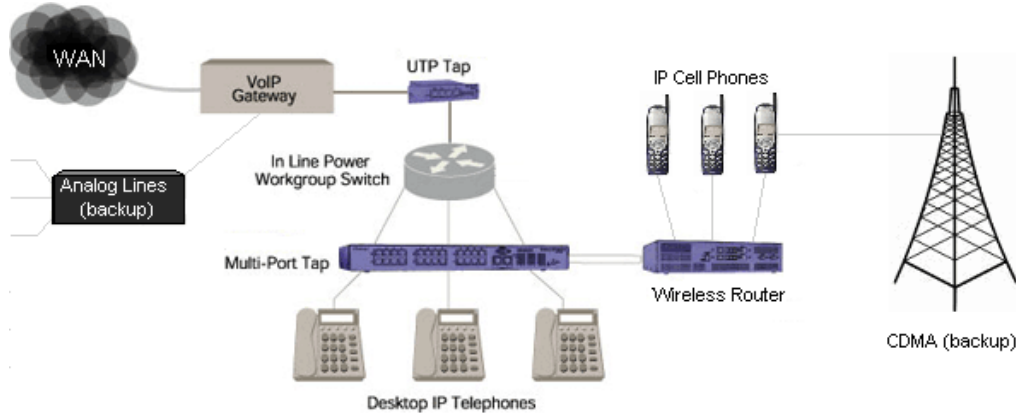 WAN
VoIP
Gateway
UTP Tap
IP Cell Phones
In Line Power
Workgroup Switch
Analog Lines
(backup)
Multi-Port Tap
Wireless Router
CDMA (backup)
Desktop IP Telephones